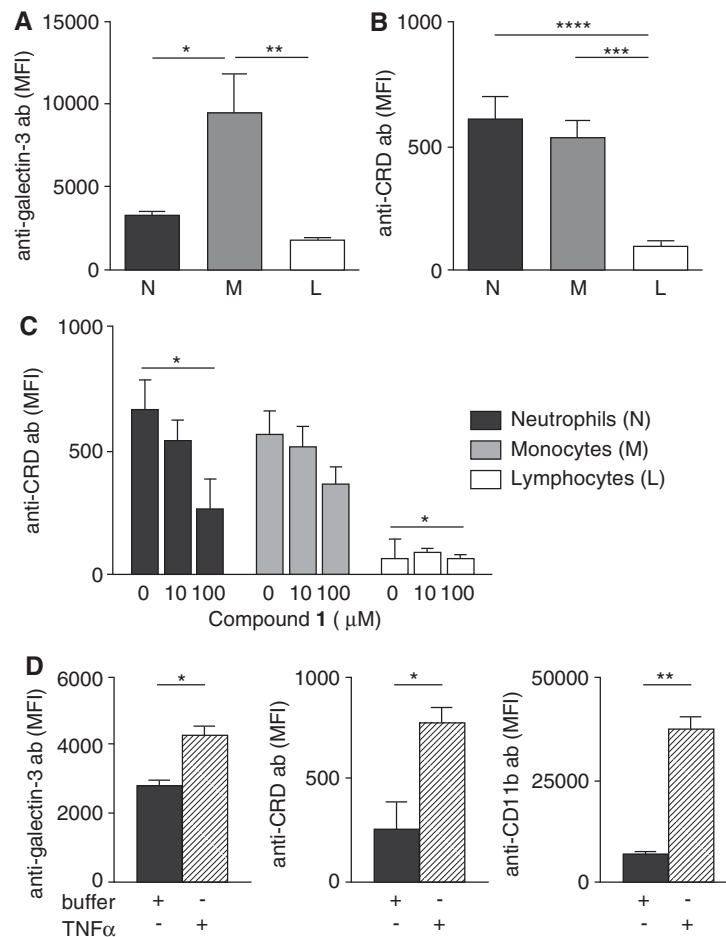 A
anti-galectin-3 ab (MFI)
15000
10000
5000
0
*
**
N M L
B
anti-CRD ab (MFI)
1000
500
0
****
***
N M L
C
anti-CRD ab (MFI)
1000
500
0
*
*
0 10 100 0 10 100 0 10 100
Compound 1 ( μM)
Neutrophils (N)
Monocytes (M)
Lymphocytes (L)
D
anti-galectin-3 ab (MFI)
6000
4000
2000
0
*
anti-CRD ab (MFI)
1000
500
0
*
anti-CD11b ab (MFI)
50000
25000
0
**
buffer + - + - + -
TNFα - + - + - +